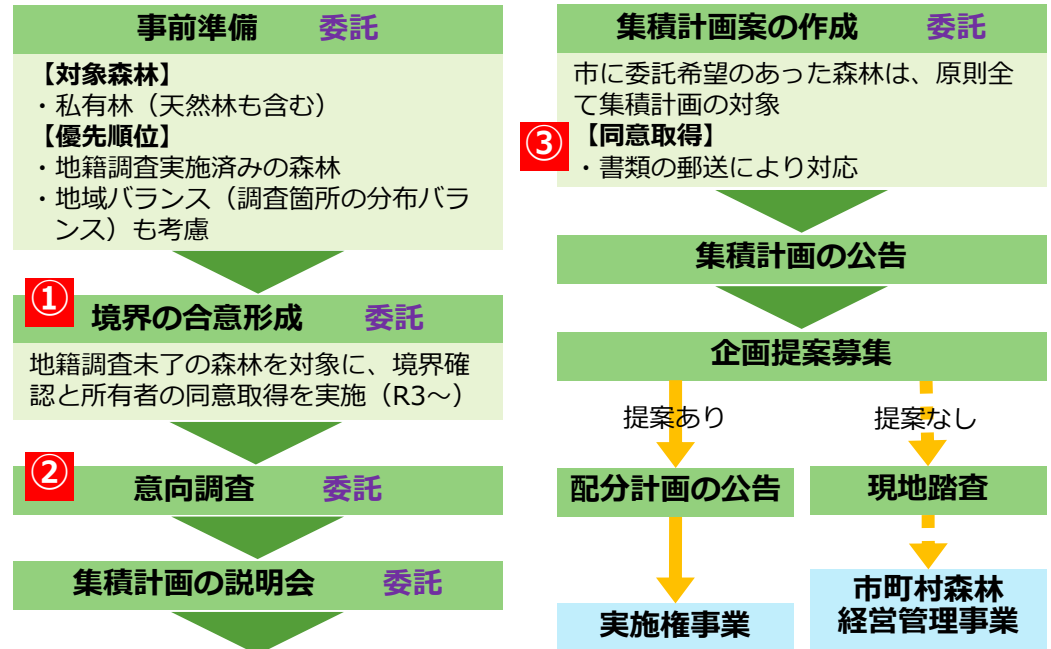 事前準備　委託
【対象森林】
・私有林（天然林も含む）
【優先順位】
・地籍調査実施済みの森林
・地域バランス（調査箇所の分布バラ
ンス）も考慮
①
境界の合意形成　委託
地籍調査未了の森林を対象に、境界確
認と所有者の同意取得を実施（R3～）
②
意向調査　委託
集積計画の説明会　委託
集積計画案の作成　委託
市に委託希望のあった森林は、原則全
て集積計画の対象
③
【同意取得】
・書類の郵送により対応
集積計画の公告
企画提案募集
提案あり　提案なし
配分計画の公告　現地踏査
実施権事業
市町村森林
経営管理事業